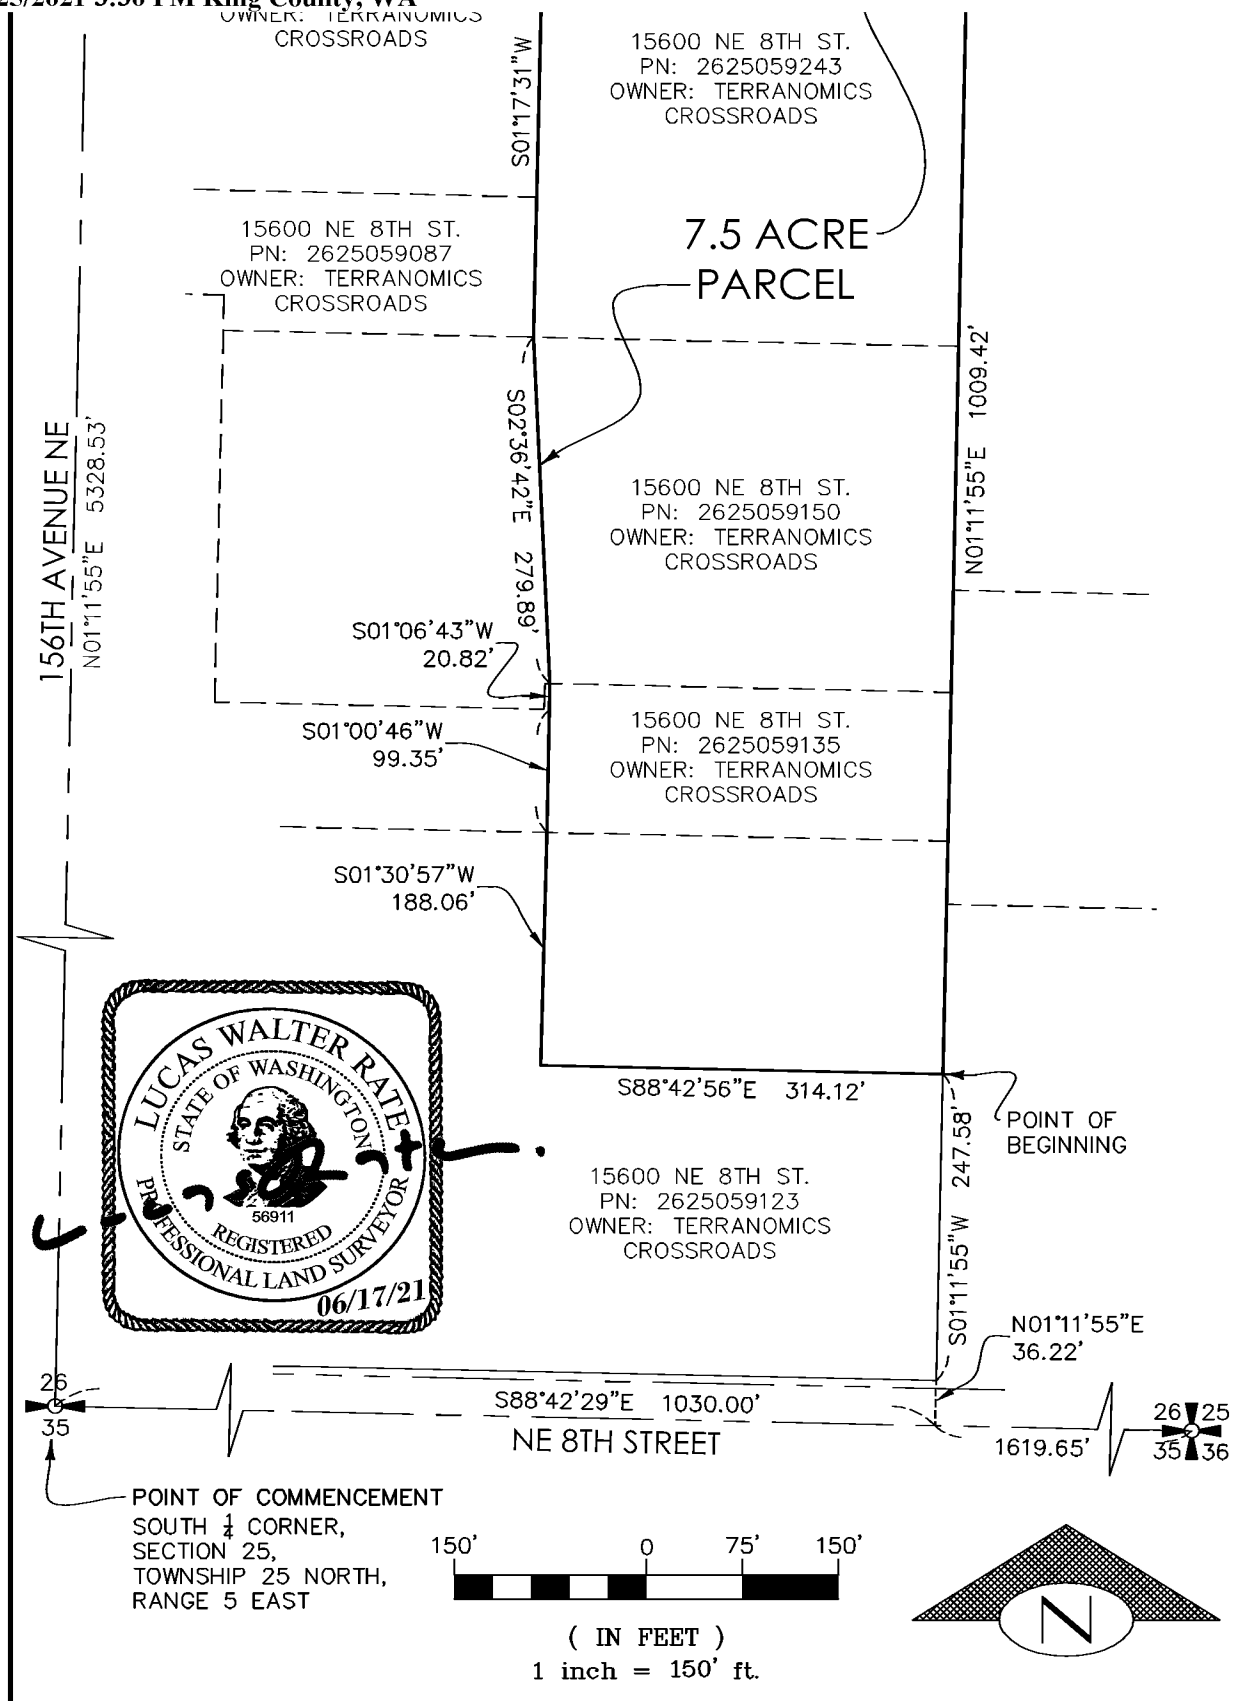 25/2021 3:36 PM King County, WA
OWNER: TERRANOMICS
CROSSROADS
S01°17'31"W
15600 NE 8TH ST.
PN: 2625059243
OWNER: TERRANOMICS
CROSSROADS
15600 NE 8TH ST.
PN: 2625059087
OWNER: TERRANOMICS
CROSSROADS
7.5 ACRE
PARCEL
156TH AVENUE NE
N01°11'55"E 5328.53'
S02°36'42"E 279.89'
N01°11'55"E 1009.42'
15600 NE 8TH ST.
PN: 2625059150
OWNER: TERRANOMICS
CROSSROADS
S01°06'43"W
20.82'
S01°00'46"W
99.35'
15600 NE 8TH ST.
PN: 2625059135
OWNER: TERRANOMICS
CROSSROADS
S01°30'57"W
188.06'
S88°42'56"E 314.12'
POINT OF
BEGINNING
S01°11'55"W 247.58'
LUCAS WALTER RATE
STATE OF WASHINGTON
56911
REGISTERED
PROFESSIONAL LAND SURVEYOR
06/17/21
15600 NE 8TH ST.
PN: 2625059123
OWNER: TERRANOMICS
CROSSROADS
N01°11'55"E
36.22'
26
35
S88°42'29"E 1030.00'
NE 8TH STREET
1619.65'
26 25
35 36
POINT OF COMMENCEMENT
SOUTH 1/4 CORNER,
SECTION 25,
TOWNSHIP 25 NORTH,
RANGE 5 EAST
150' 0 75' 150'
( IN FEET )
1 inch = 150' ft.
N